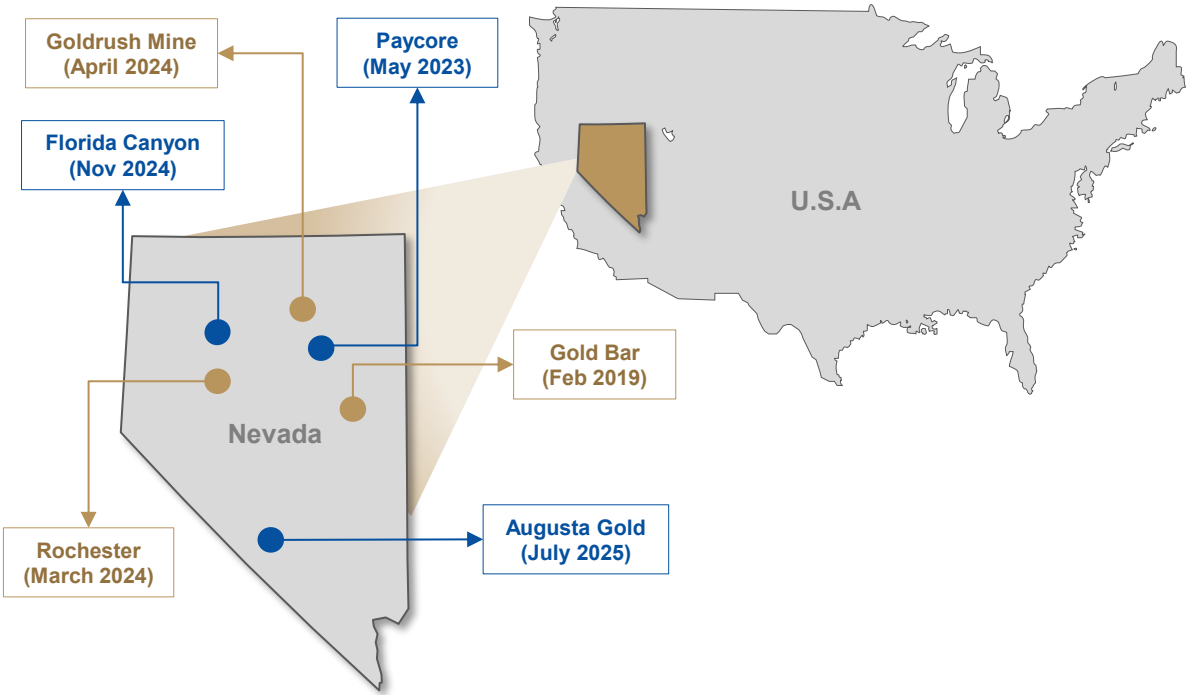 Goldrush Mine
(April 2024)
Paycore
(May 2023)
Florida Canyon
(Nov 2024)
U.S.A
Gold Bar
(Feb 2019)
Nevada
Rochester
(March 2024)
Augusta Gold
(July 2025)